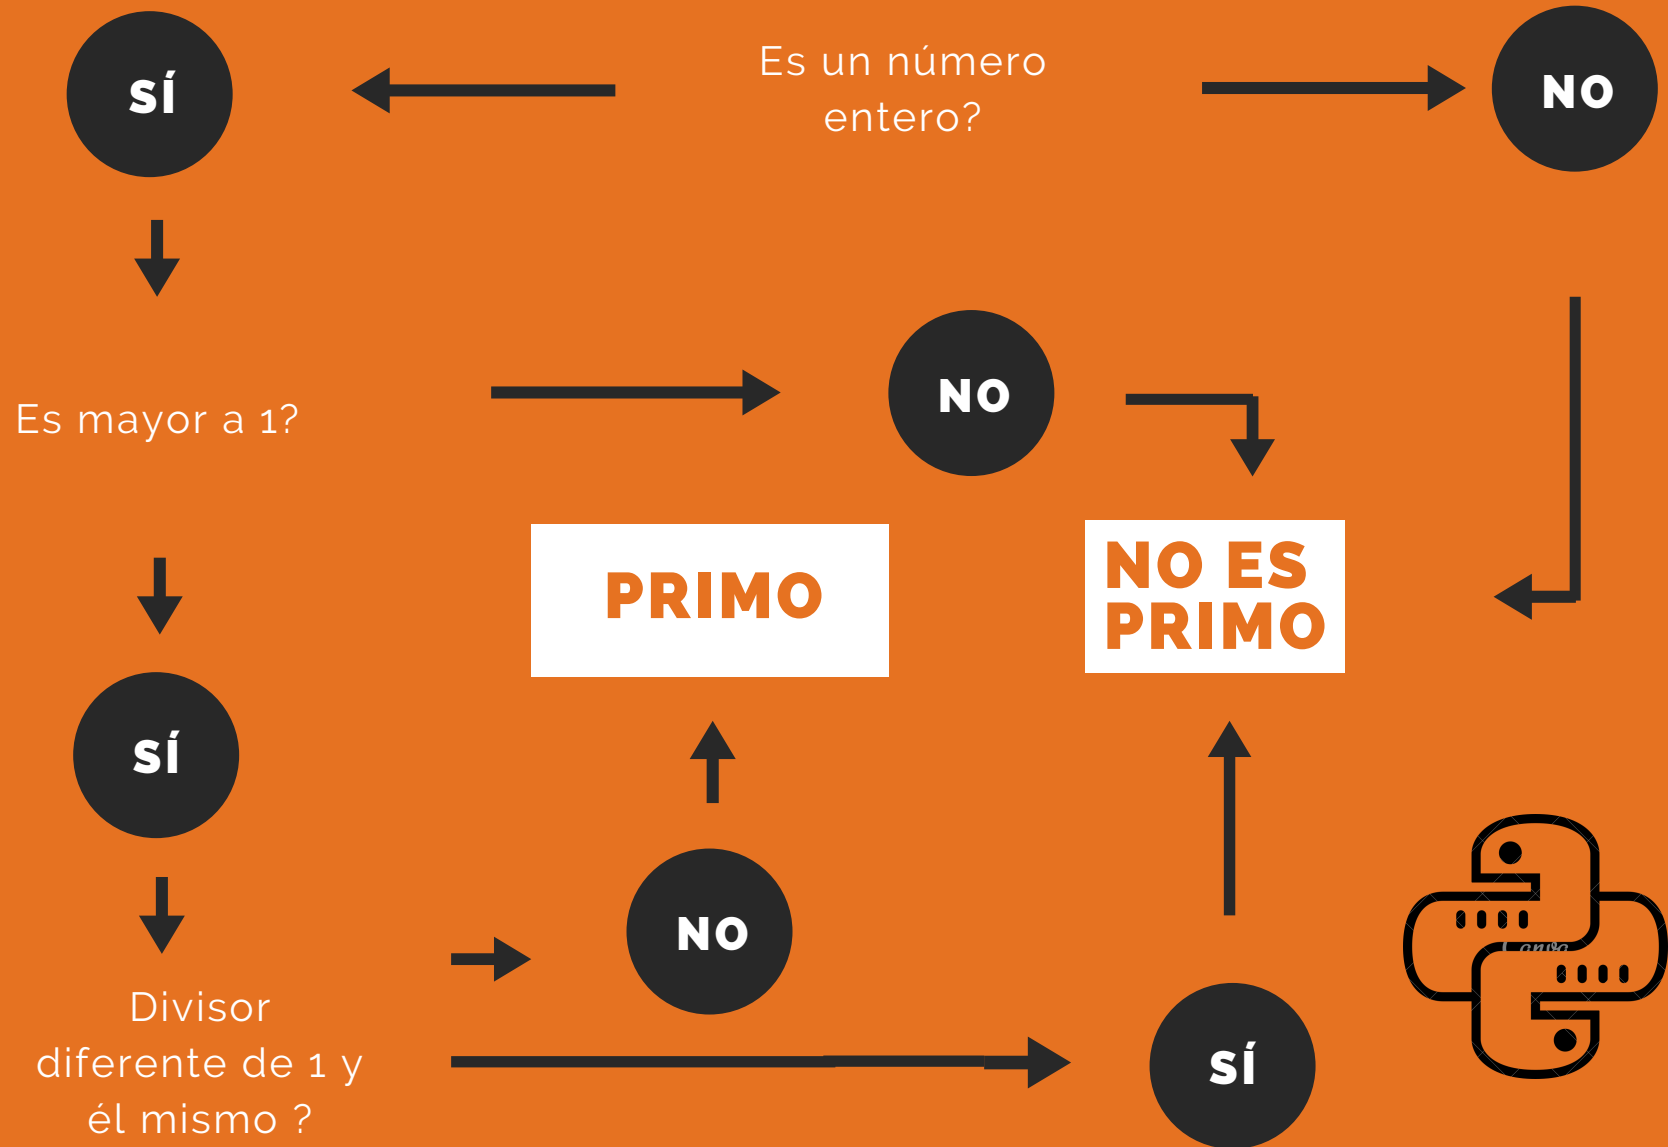 SÍ
Es un número
entero?
NO
Es mayor a 1?
NO
PRIMO
NO ES
PRIMO
SÍ
NO
Divisor
diferente de 1 y
él mismo ?
SÍ
Canva